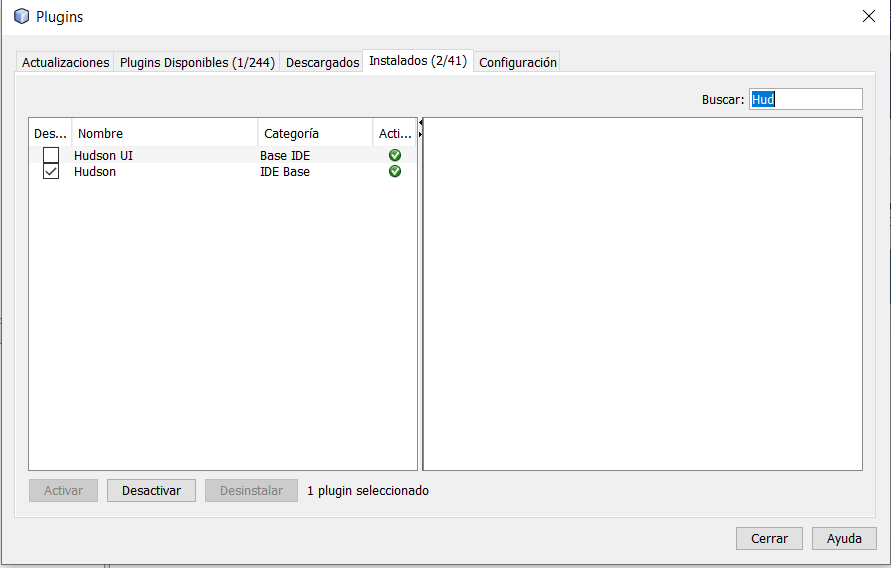 Plugins
Actualizaciones Plugins Disponibles (1/244) Descargados Instalados (2/41) Configuración
Buscar: Hud
Des... Nombre Categoría Acti...
Hudson UI Base IDE
Hudson IDE Base
Activar Desactivar Desinstalar 1 plugin seleccionado
Cerrar Ayuda